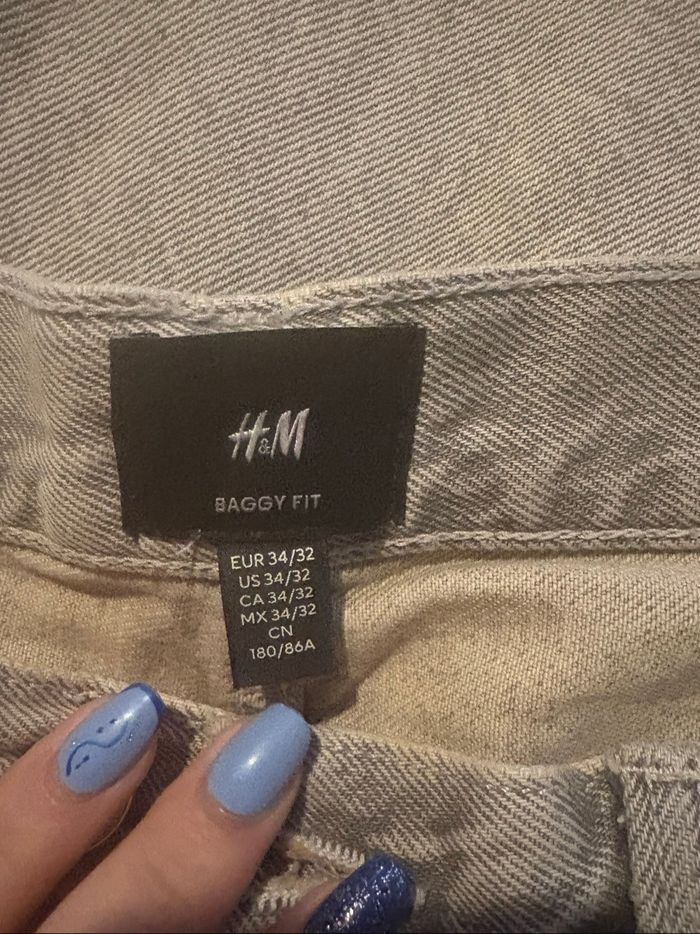 H&M
BAGGY FIT
EUR 34/32
US 34/32
CA 34/32
MX 34/32
CN
180/86A